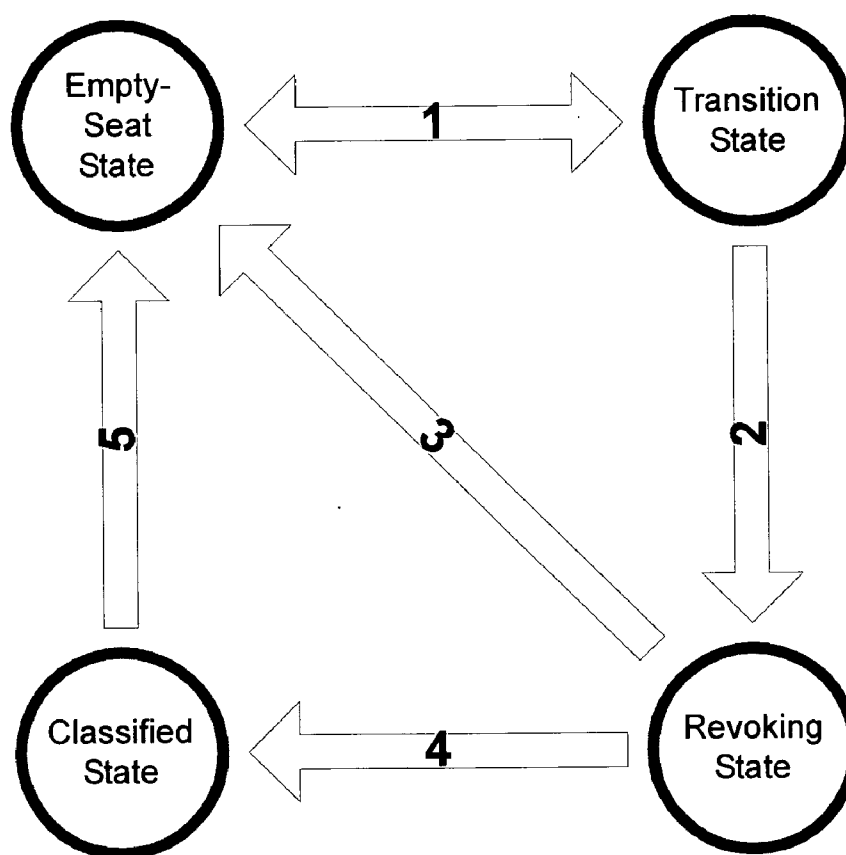 Empty-
Seat
State
1
Transition
State
5
3
2
Classified
State
4
Revoking
State